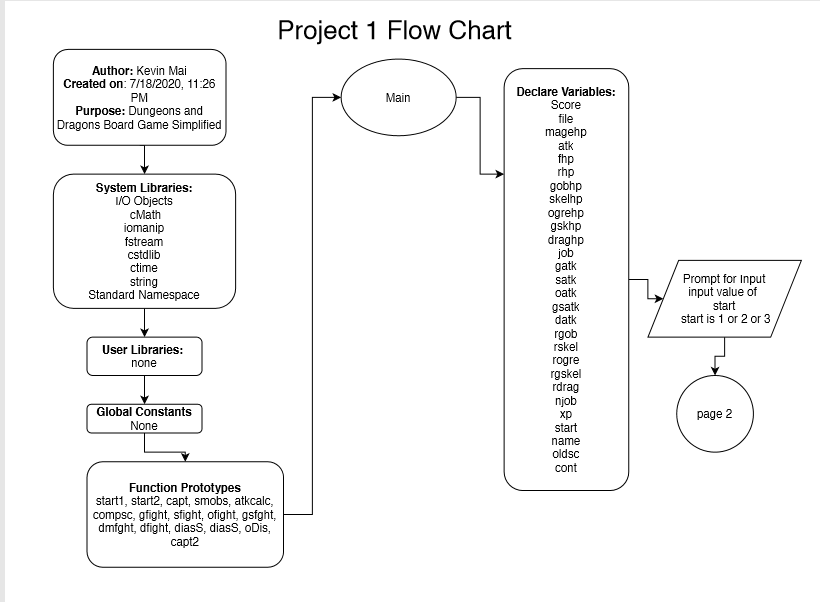 Project 1 Flow Chart
Author: Kevin Mai
Created on: 7/18/2020, 11:26
PM
Purpose: Dungeons and
Dragons Board Game Simplified
System Libraries:
I/O Objects
cMath
iomanip
fstream
cstdlib
ctime
string
Standard Namespace
User Libraries:
none
Global Constants
None
Function Prototypes
start1, start2, capt, smobs, atkcalc,
compsc, gfight, sfight, ofight, gsfght,
dmfght, dfight, diasS, diasS, oDis,
capt2
Main
Declare Variables:
Score
file
magehp
atk
fhp
rhp
gobhp
skelhp
ogrehp
gskhp
draghp
job
gatk
satk
oatk
gsatk
datk
rgob
rskel
rogre
rgskel
rdrag
njob
xp
start
name
oldsc
cont
Prompt for Input
input value of
start
start is 1 or 2 or 3
page 2